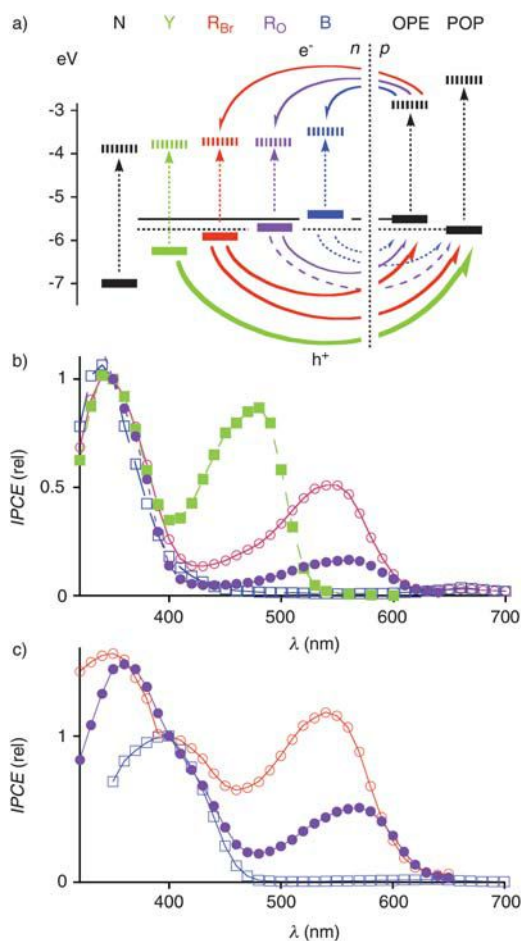 a)
N Y R_Br R_O B OPE POP
eV
e⁻ n p
-3
-4
-5
-6
-7
h⁺
b)
IPCE (rel)
1
0.5
0
400 500 600 700
λ (nm)
c)
IPCE (rel)
1
0
400 500 600 700
λ (nm)